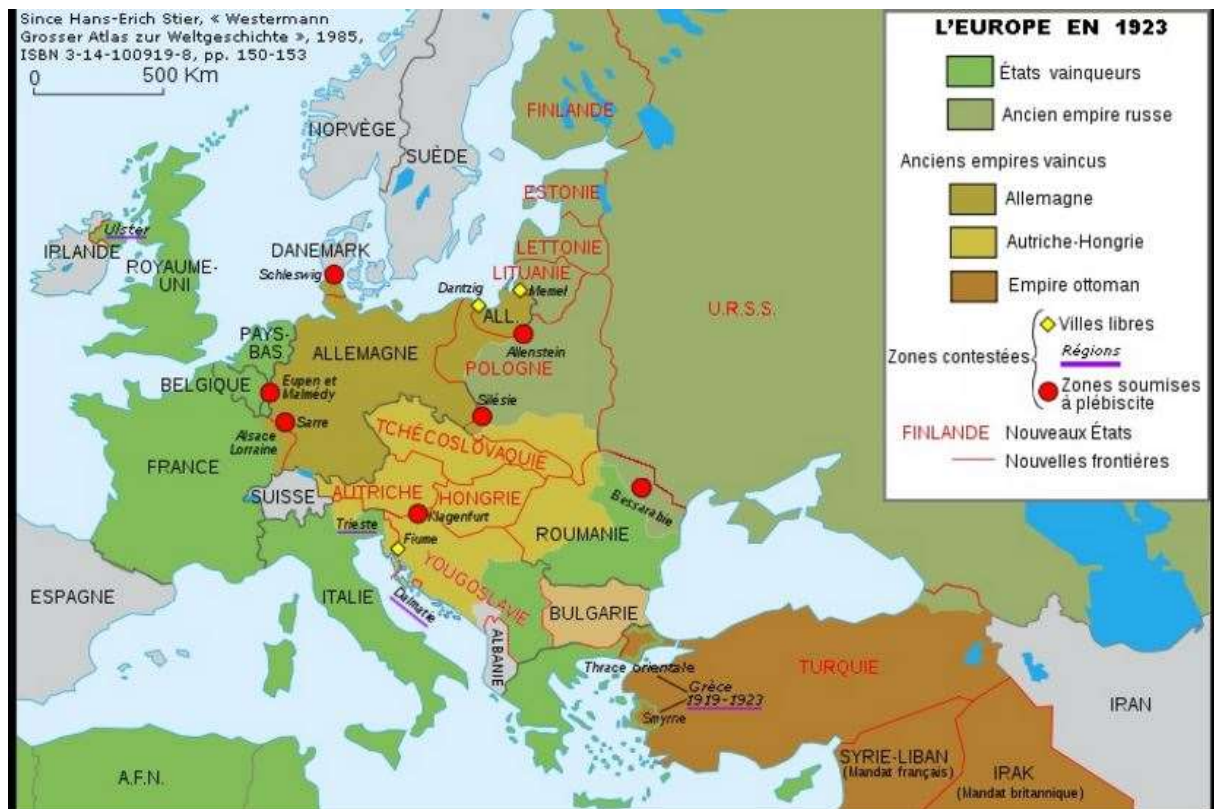 Since Hans-Erich Stier, « Westermann
Grosser Atlas zur Weltgeschichte », 1985,
ISBN 3-14-100919-8, pp. 150-153
0 500 Km
L'EUROPE EN 1923
États vainqueurs
Ancien empire russe
Anciens empires vaincus
Allemagne
Autriche-Hongrie
Empire ottoman
Villes libres
Zones contestées
Régions
Zones soumises
à plébiscite
FINLANDE Nouveaux États
Nouvelles frontiéres
FINLANDE
NORVÈGE
SUÈDE
ESTONIE
Ulster
IRLANDE
LETTONIE
DANEMARK
ROYAUME-
UNI
Schleswig
LITUANIE
Dantzig
Memel
ALL...
U.R.S.S.
PAYS-
BAS
ALLEMAGNE
Allenstein
POLOGNE
BELGIQUE
Eupen et
Malmédy
Silésie
Sarre
Alsace
Lorraine
TCHÉCOSLOVAQUIE
FRANCE
SUISSE
AUTRICHE
HONGRIE
Bessarabie
Klagenfurt
Trieste
Fiume
ROUMANIE
YOUGOSLAVIE
ESPAGNE
ITALIE
Dalmatie
BULGARIE
ALBANIE
Thrace orientale
TURQUIE
Grèce
1919-1923
Smyrne
IRAN
SYRIE-LIBAN
(Mandat français)
IRAK
(Mandat britannique)
A.F.N.